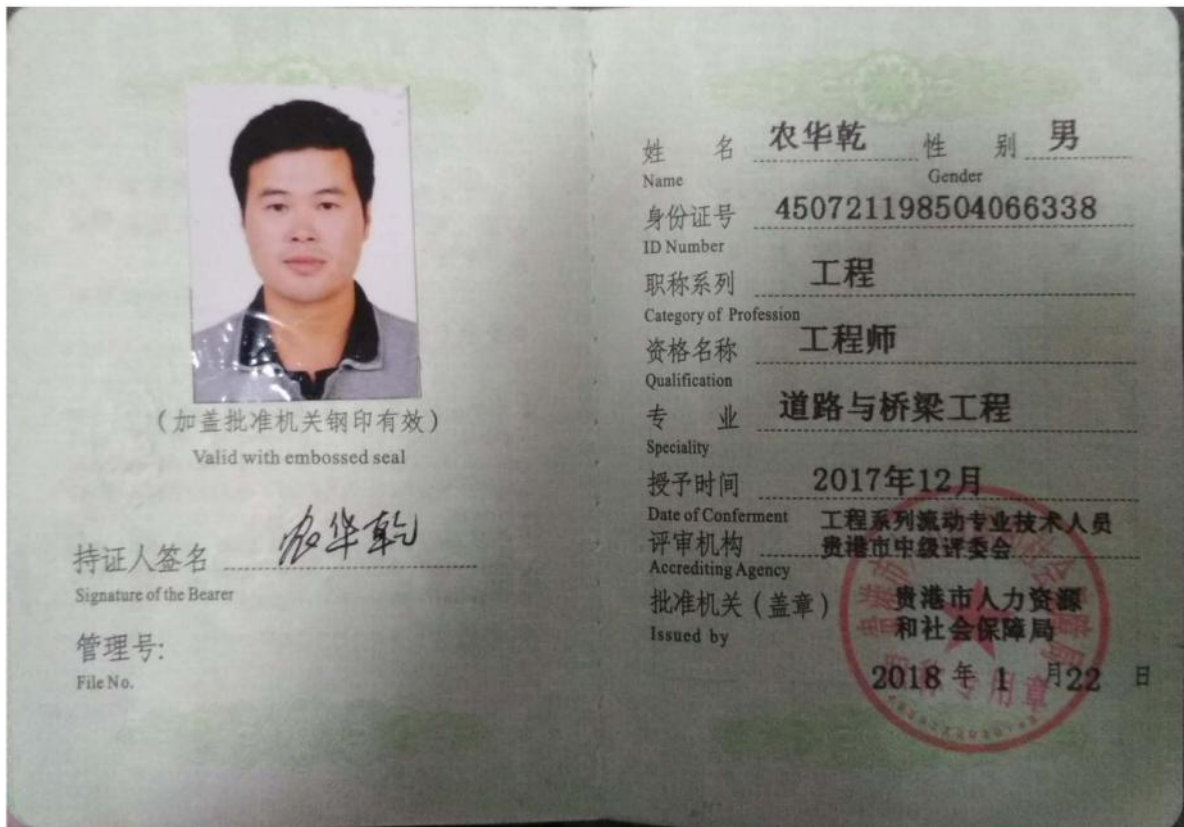 （加盖批准机关钢印有效）
Valid with embossed seal
持证人签名 农华乾
Signature of the Bearer
管理号:
File No.
姓 名 农华乾 性 别 男
Name Gender
身份证号 450721198504066338
ID Number
职称系列 工程
Category of Profession
资格名称 工程师
Qualification
专 业 道路与桥梁工程
Speciality
授予时间 2017年12月
Date of Conferment
评审机构 工程系列流动专业技术人员
贵港市中级评委会
Accrediting Agency
批准机关（盖章） 贵港市人力资源
和社会保障局
Issued by
2018 年 1 月 22 日
职称专用章